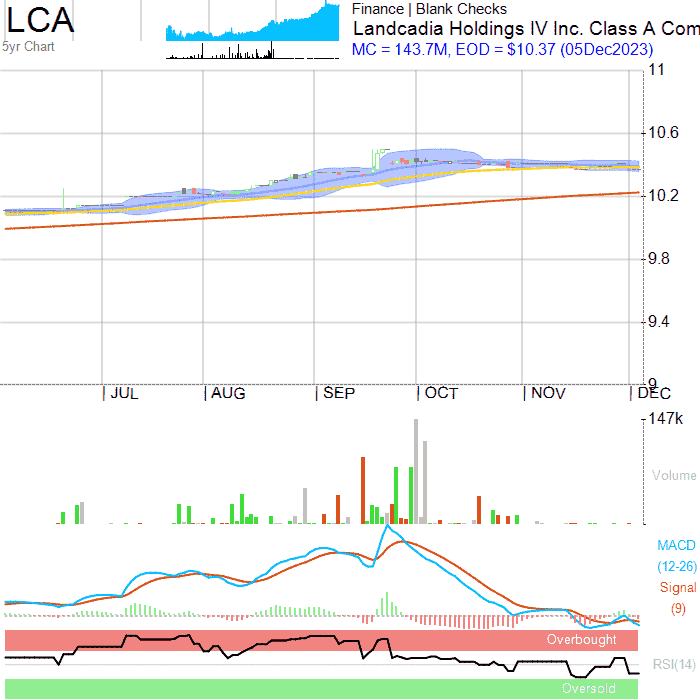 LCA
5yr Chart
Finance | Blank Checks
Landcadia Holdings IV Inc. Class A Com
MC = 143.7M, EOD = $10.37 (05Dec2023)
11
10.6
10.2
9.8
9.4
9
JUL AUG SEP OCT NOV DEC
147k
Volume
MACD
(12-26)
Signal
(9)
Overbought
RSI(14)
Oversold